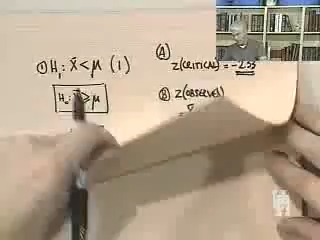 ① H₁: X̄ < μ (1)
H₀: ≥ μ
Ⓐ
Z(CRITICAL) = -2.33
Ⓑ Z(OBSERVED)
=